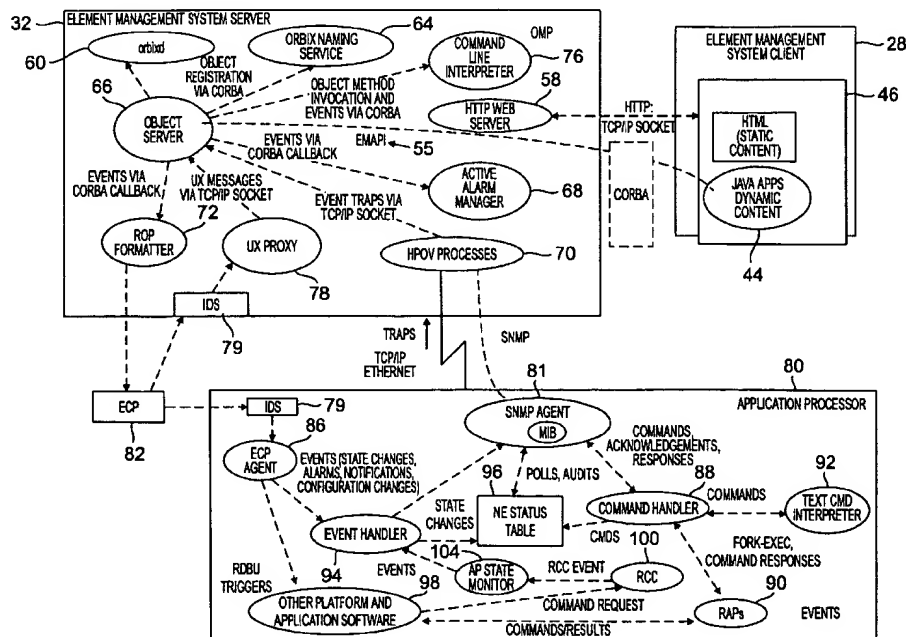 32
ELEMENT MANAGEMENT SYSTEM SERVER
60
orbixd
ORBIX NAMING
SERVICE
64
OMP
COMMAND
LINE
INTERPRETER
76
OBJECT
REGISTRATION
VIA CORBA
OBJECT METHOD
INVOCATION AND
EVENTS VIA CORBA
58
HTTP WEB
SERVER
66
OBJECT
SERVER
EVENTS VIA
CORBA CALLBACK
EMAPI
55
EVENTS VIA
CORBA CALLBACK
UX MESSAGES
VIA TCP/IP SOCKET
EVENT TRAPS VIA
TCP/IP SOCKET
ACTIVE
ALARM
MANAGER
68
72
ROP
FORMATTER
UX PROXY
78
HPOV PROCESSES
70
IDS
79
ELEMENT MANAGEMENT
SYSTEM CLIENT
28
46
HTTP:
TCP/IP SOCKET
HTML
(STATIC
CONTENT)
CORBA
JAVA APPS
DYNAMIC
CONTENT
44
TRAPS
TCP/IP
ETHERNET
SNMP
ECP
82
80
APPLICATION PROCESSOR
IDS
79
81
SNMP AGENT
MIB
86
ECP
AGENT
EVENTS (STATE CHANGES,
ALARMS, NOTIFICATIONS,
CONFIGURATION CHANGES)
COMMANDS,
ACKNOWLEDGEMENTS,
RESPONSES
POLLS, AUDITS
96
NE STATUS
TABLE
88
COMMAND HANDLER
COMMANDS
92
TEXT CMD
INTERPRETER
STATE
CHANGES
EVENT HANDLER
94
CMDS
100
104
AP STATE
MONITOR
EVENTS
RCC EVENT
RCC
FORK-EXEC,
COMMAND RESPONSES
90
RDBU
TRIGGERS
98
OTHER PLATFORM AND
APPLICATION SOFTWARE
COMMAND REQUEST
COMMANDS/RESULTS
RAPs
EVENTS